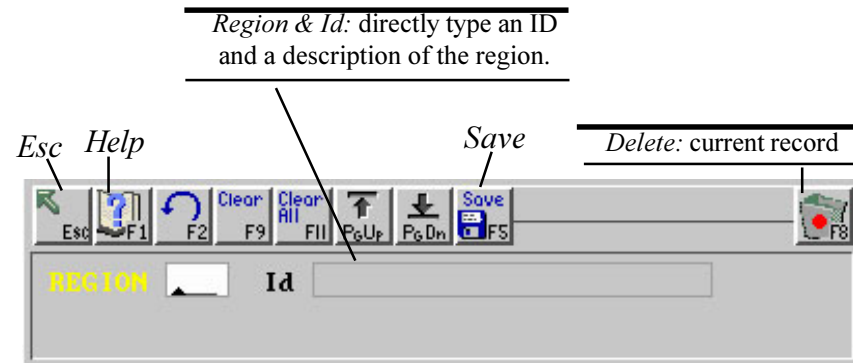 Region & Id: directly type an ID
and a description of the region.
Esc Help Save Delete: current record
Esc F1 F2 Clear F9 Clear All F11 PgUp PgDn Save F5 F8
REGION Id